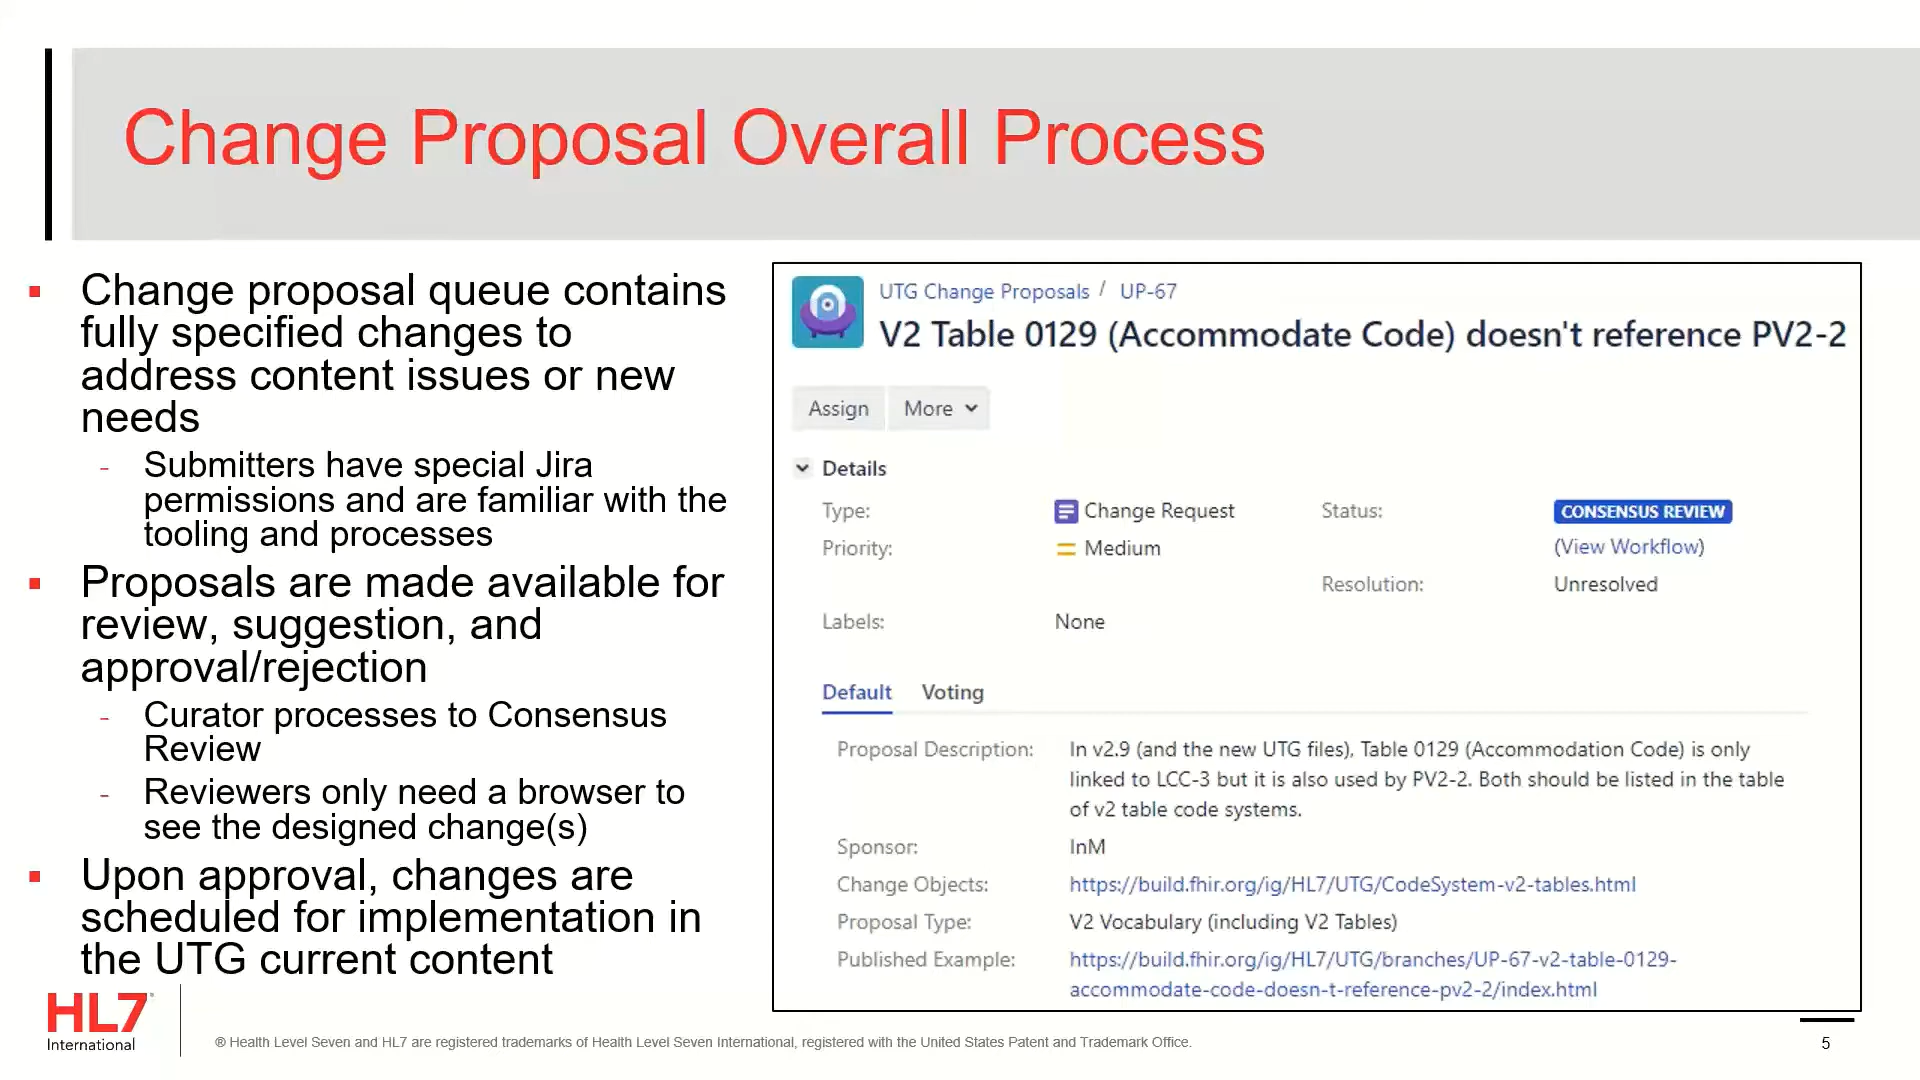 Change Proposal Overall Process
Change proposal queue contains
fully specified changes to
address content issues or new
needs
- Submitters have special Jira
permissions and are familiar with the
tooling and processes
Proposals are made available for
review, suggestion, and
approval/rejection
- Curator processes to Consensus
Review
- Reviewers only need a browser to
see the designed change(s)
Upon approval, changes are
scheduled for implementation in
the UTG current content
UTG Change Proposals / UP-67
V2 Table 0129 (Accommodate Code) doesn't reference PV2-2
Assign More
Details
Type: Change Request Status: CONSENSUS REVIEW
(View Workflow)
Priority: Medium
Resolution: Unresolved
Labels: None
Default Voting
Proposal Description: In v2.9 (and the new UTG files), Table 0129 (Accommodation Code) is only
linked to LCC-3 but it is also used by PV2-2. Both should be listed in the table
of v2 table code systems.
Sponsor: InM
Change Objects: https://build.fhir.org/ig/HL7/UTG/CodeSystem-v2-tables.html
Proposal Type: V2 Vocabulary (including V2 Tables)
Published Example: https://build.fhir.org/ig/HL7/UTG/branches/UP-67-v2-table-0129-
accommodate-code-doesn-t-reference-pv2-2/index.html
HL7
International
® Health Level Seven and HL7 are registered trademarks of Health Level Seven International, registered with the United States Patent and Trademark Office.
5